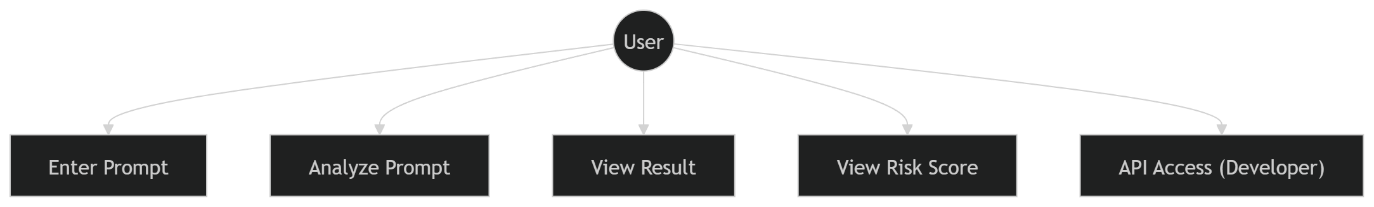 User
Enter Prompt
Analyze Prompt
View Result
View Risk Score
API Access (Developer)